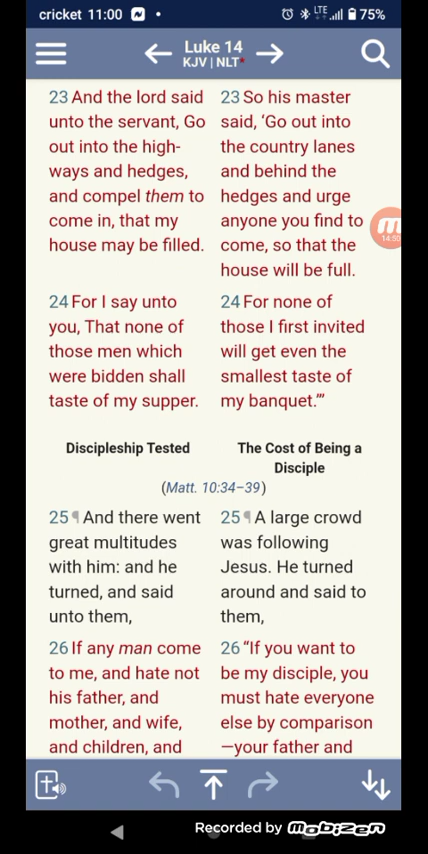 cricket 11:00 75%
LTE
Luke 14
KJV | NLT*
23 And the lord said
unto the servant, Go
out into the high-
ways and hedges,
and compel them to
come in, that my
house may be filled.
23 So his master
said, ‘Go out into
the country lanes
and behind the
hedges and urge
anyone you find to
come, so that the
house will be full.
14:50
24 For I say unto
you, That none of
those men which
were bidden shall
taste of my supper.
24 For none of
those I first invited
will get even the
smallest taste of
my banquet.’”
Discipleship Tested
The Cost of Being a
Disciple
(Matt. 10:34–39)
25 ¶ And there went
great multitudes
with him: and he
turned, and said
unto them,
25 ¶ A large crowd
was following
Jesus. He turned
around and said to
them,
26 If any man come
to me, and hate not
his father, and
mother, and wife,
and children, and
26 “If you want to
be my disciple, you
must hate everyone
else by comparison
—your father and
Recorded by mobizen